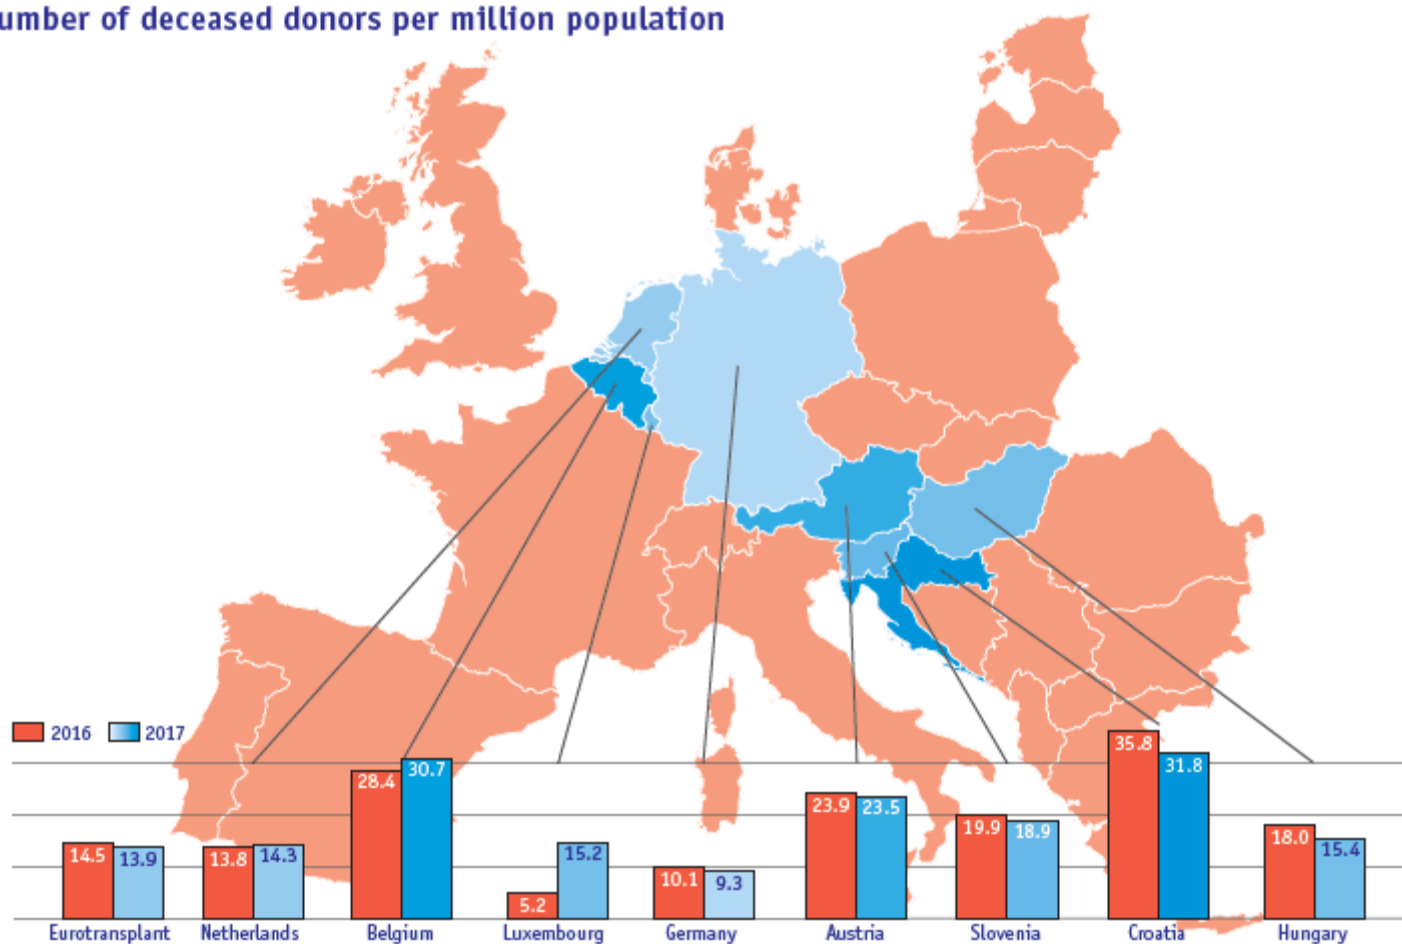 umber of deceased donors per million population
2016 2017
14.5 13.9 13.8 14.3 28.4 30.7 5.2 15.2 10.1 9.3 23.9 23.5 19.9 18.9 35.8 31.8 18.0 15.4
Eurotransplant Netherlands Belgium Luxembourg Germany Austria Slovenia Croatia Hungary